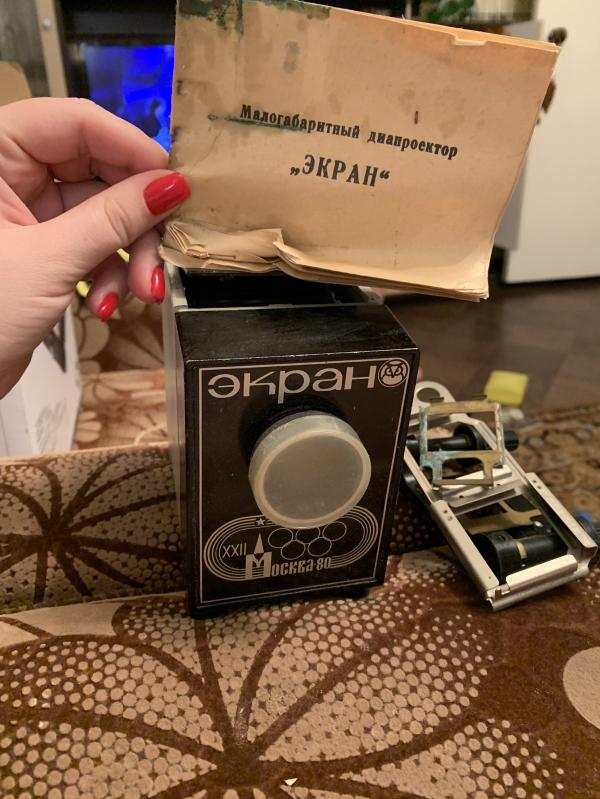 Малогабаритный диапроектор
„ЭКРАН“
экран
XXII
Москва-80